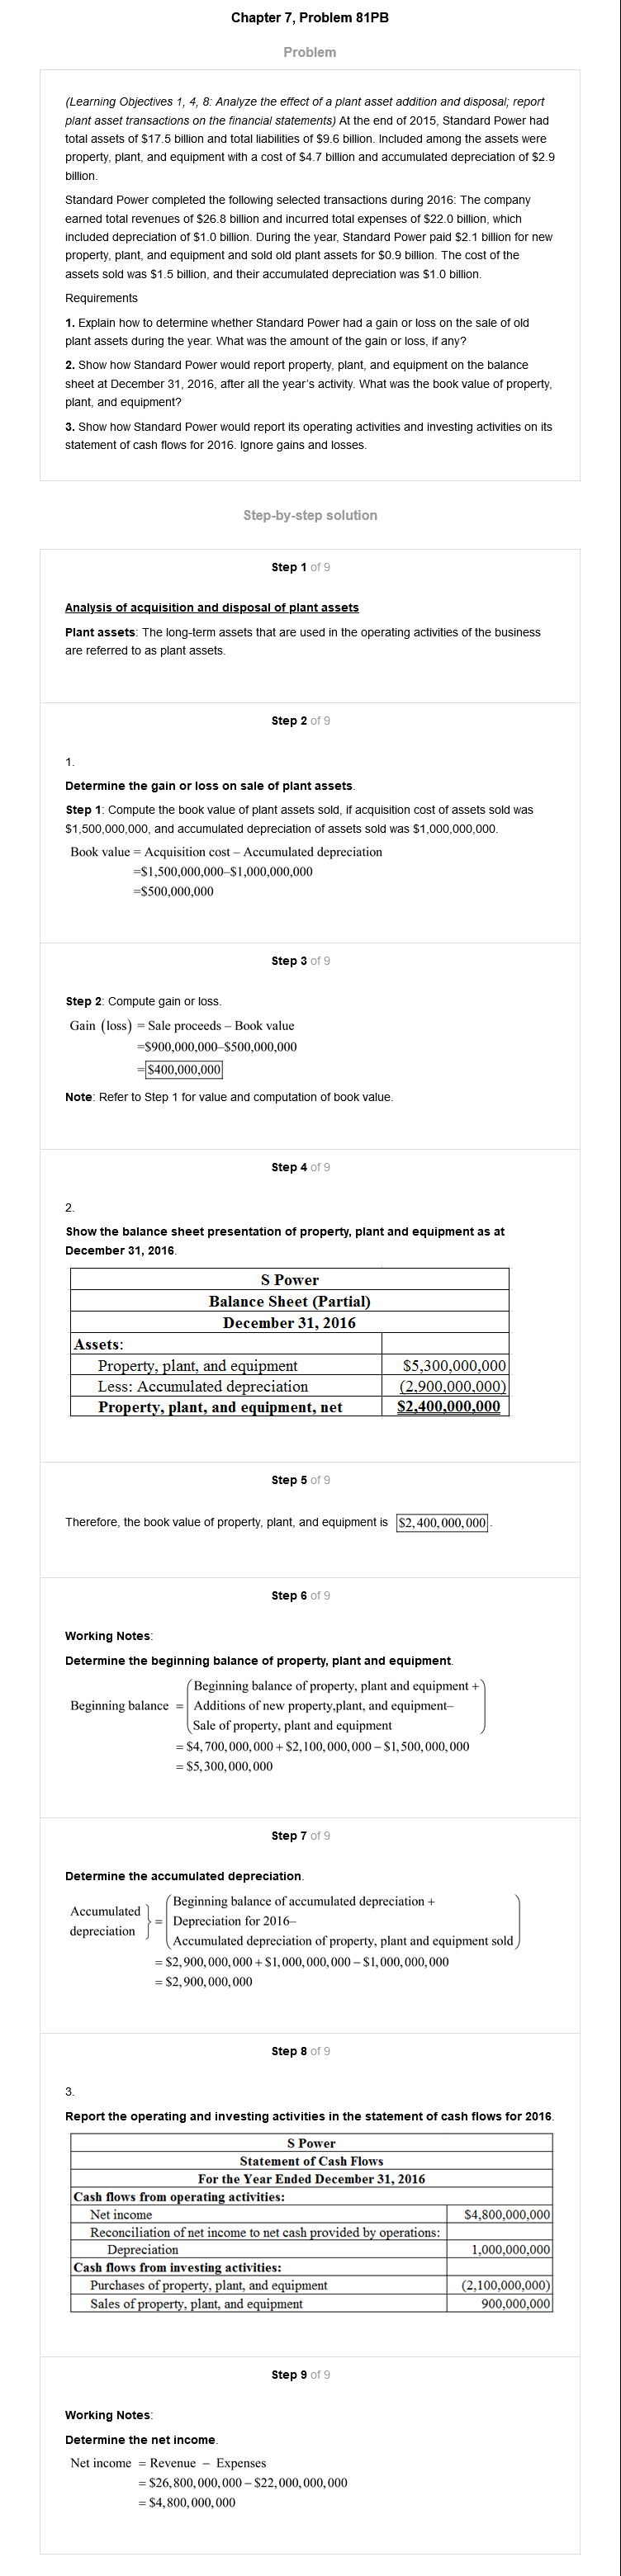 Chapter 7, Problem 81PB
Problem
(Learning Objectives 1, 4, 8: Analyze the effect of a plant asset addition and disposal; report
plant asset transactions on the financial statements) At the end of 2015, Standard Power had
total assets of $17.5 billion and total liabilities of $9.6 billion. Included among the assets were
property, plant, and equipment with a cost of $4.7 billion and accumulated depreciation of $2.9
billion.
Standard Power completed the following selected transactions during 2016: The company
earned total revenues of $26.8 billion and incurred total expenses of $22.0 billion, which
included depreciation of $1.0 billion. During the year, Standard Power paid $2.1 billion for new
property, plant, and equipment and sold old plant assets for $0.9 billion. The cost of the
assets sold was $1.5 billion, and their accumulated depreciation was $1.0 billion.
Requirements
1. Explain how to determine whether Standard Power had a gain or loss on the sale of old
plant assets during the year. What was the amount of the gain or loss, if any?
2. Show how Standard Power would report property, plant, and equipment on the balance
sheet at December 31, 2016, after all the year's activity. What was the book value of property,
plant, and equipment?
3. Show how Standard Power would report its operating activities and investing activities on its
statement of cash flows for 2016. Ignore gains and losses.
Step-by-step solution
Step 1 of 9
Analysis of acquisition and disposal of plant assets
Plant assets: The long-term assets that are used in the operating activities of the business
are referred to as plant assets.
Step 2 of 9
1.
Determine the gain or loss on sale of plant assets.
Step 1: Compute the book value of plant assets sold, if acquisition cost of assets sold was
$1,500,000,000, and accumulated depreciation of assets sold was $1,000,000,000.
Book value = Acquisition cost – Accumulated depreciation
=$1,500,000,000–$1,000,000,000
=$500,000,000
Step 3 of 9
Step 2: Compute gain or loss.
Gain (loss) = Sale proceeds – Book value
=$900,000,000–$500,000,000
=$400,000,000
Note: Refer to Step 1 for value and computation of book value.
Step 4 of 9
2.
Show the balance sheet presentation of property, plant and equipment as at
December 31, 2016.
S Power
Balance Sheet (Partial)
December 31, 2016
Assets:
Property, plant, and equipment $5,300,000,000
Less: Accumulated depreciation (2,900,000,000)
Property, plant, and equipment, net $2,400,000,000
Step 5 of 9
Therefore, the book value of property, plant, and equipment is $2,400,000,000.
Step 6 of 9
Working Notes:
Determine the beginning balance of property, plant and equipment.
Beginning balance of property, plant and equipment +
Beginning balance = Additions of new property,plant, and equipment–
Sale of property, plant and equipment
= $4,700,000,000 + $2,100,000,000 – $1,500,000,000
= $5,300,000,000
Step 7 of 9
Determine the accumulated depreciation.
Beginning balance of accumulated depreciation +
Accumulated
= Depreciation for 2016–
depreciation
Accumulated depreciation of property, plant and equipment sold
= $2,900,000,000 + $1,000,000,000 – $1,000,000,000
= $2,900,000,000
Step 8 of 9
3.
Report the operating and investing activities in the statement of cash flows for 2016.
S Power
Statement of Cash Flows
For the Year Ended December 31, 2016
Cash flows from operating activities:
Net income $4,800,000,000
Reconciliation of net income to net cash provided by operations:
Depreciation 1,000,000,000
Cash flows from investing activities:
Purchases of property, plant, and equipment (2,100,000,000)
Sales of property, plant, and equipment 900,000,000
Step 9 of 9
Working Notes:
Determine the net income.
Net income = Revenue – Expenses
= $26,800,000,000 – $22,000,000,000
= $4,800,000,000